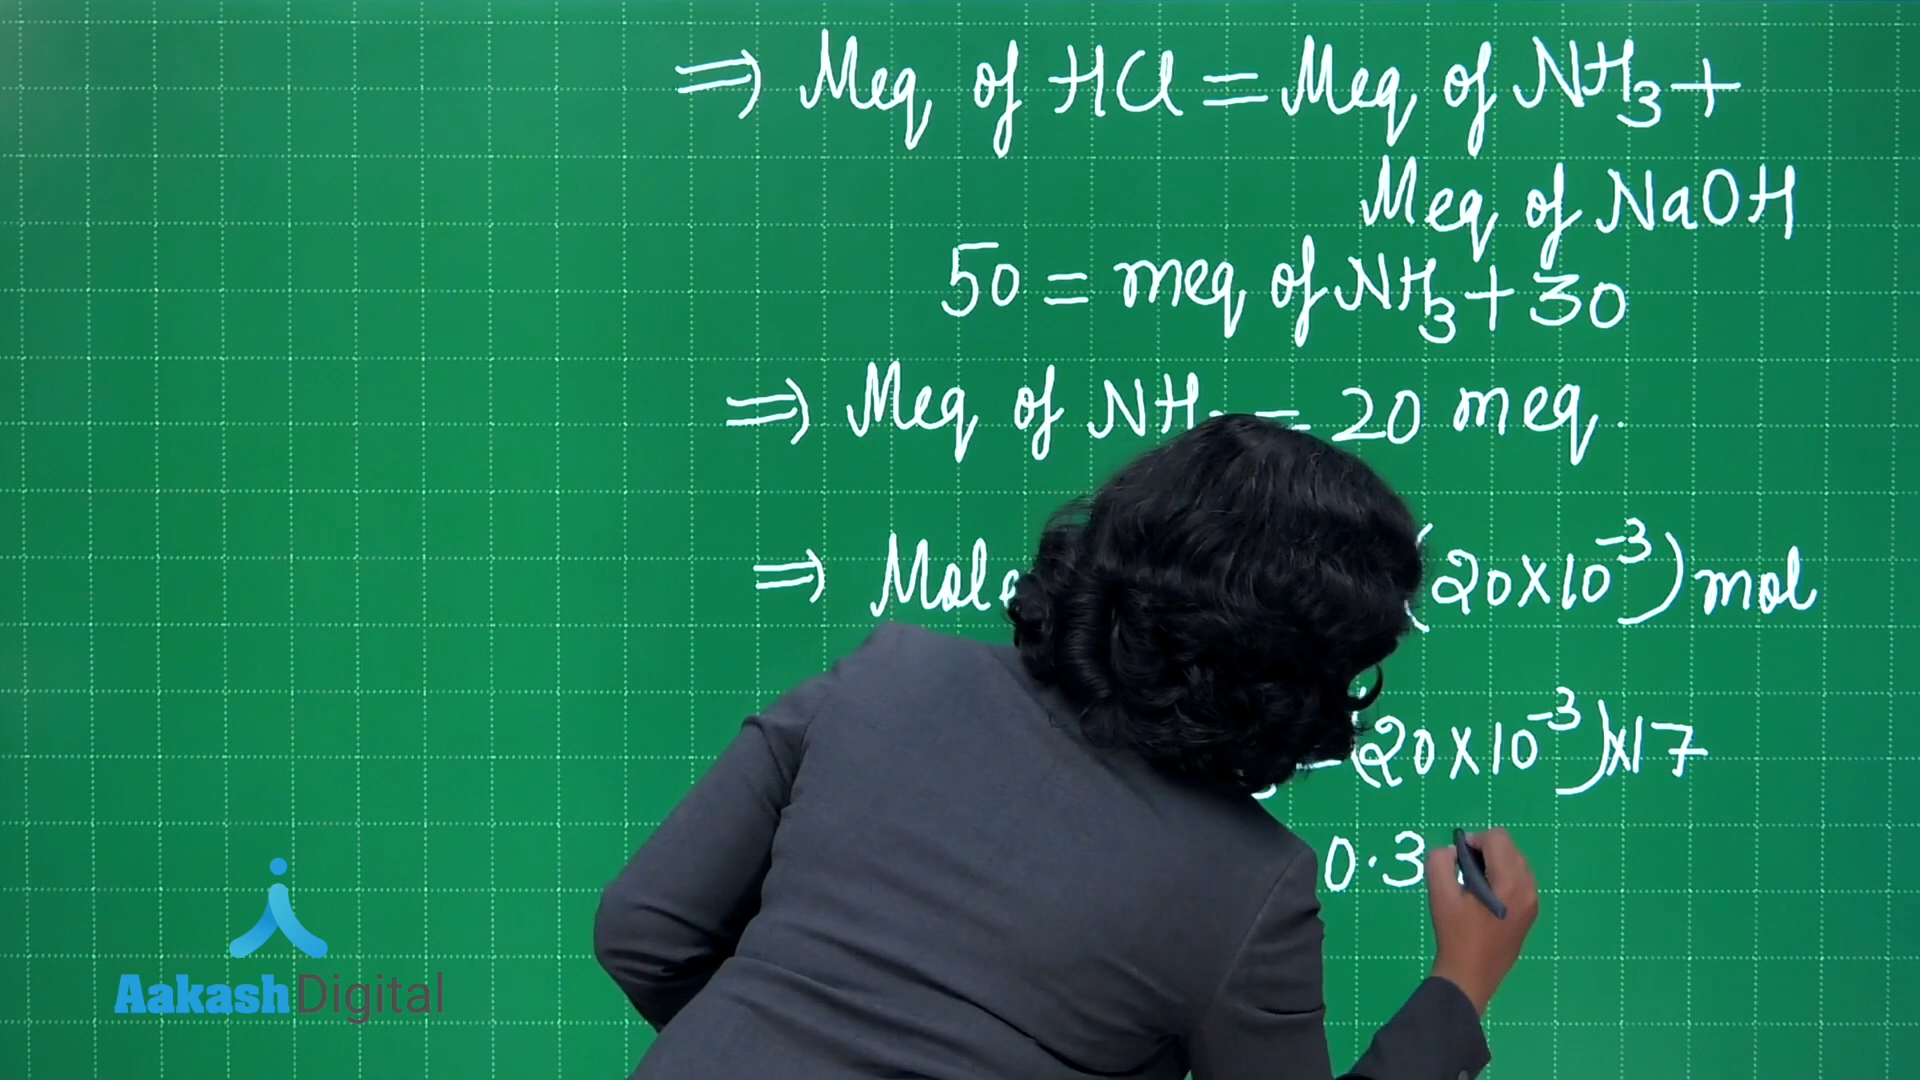 ⇒ Meq of HCl = Meq of NH₃ +
Meq of NaOH
50 = meq of NH₃ + 30
⇒ Meq of NH = 20 meq.
⇒ (20×10⁻³) mol
(20×10⁻³)×17
0.3
Aakash Digital